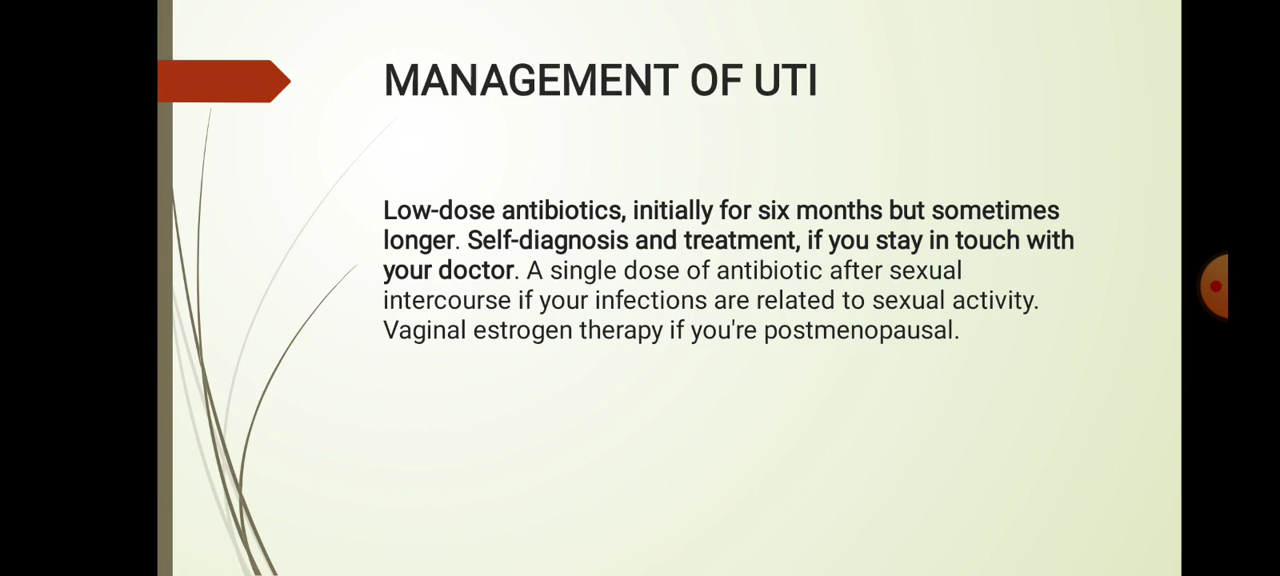 MANAGEMENT OF UTI
Low-dose antibiotics, initially for six months but sometimes
longer. Self-diagnosis and treatment, if you stay in touch with
your doctor. A single dose of antibiotic after sexual
intercourse if your infections are related to sexual activity.
Vaginal estrogen therapy if you're postmenopausal.